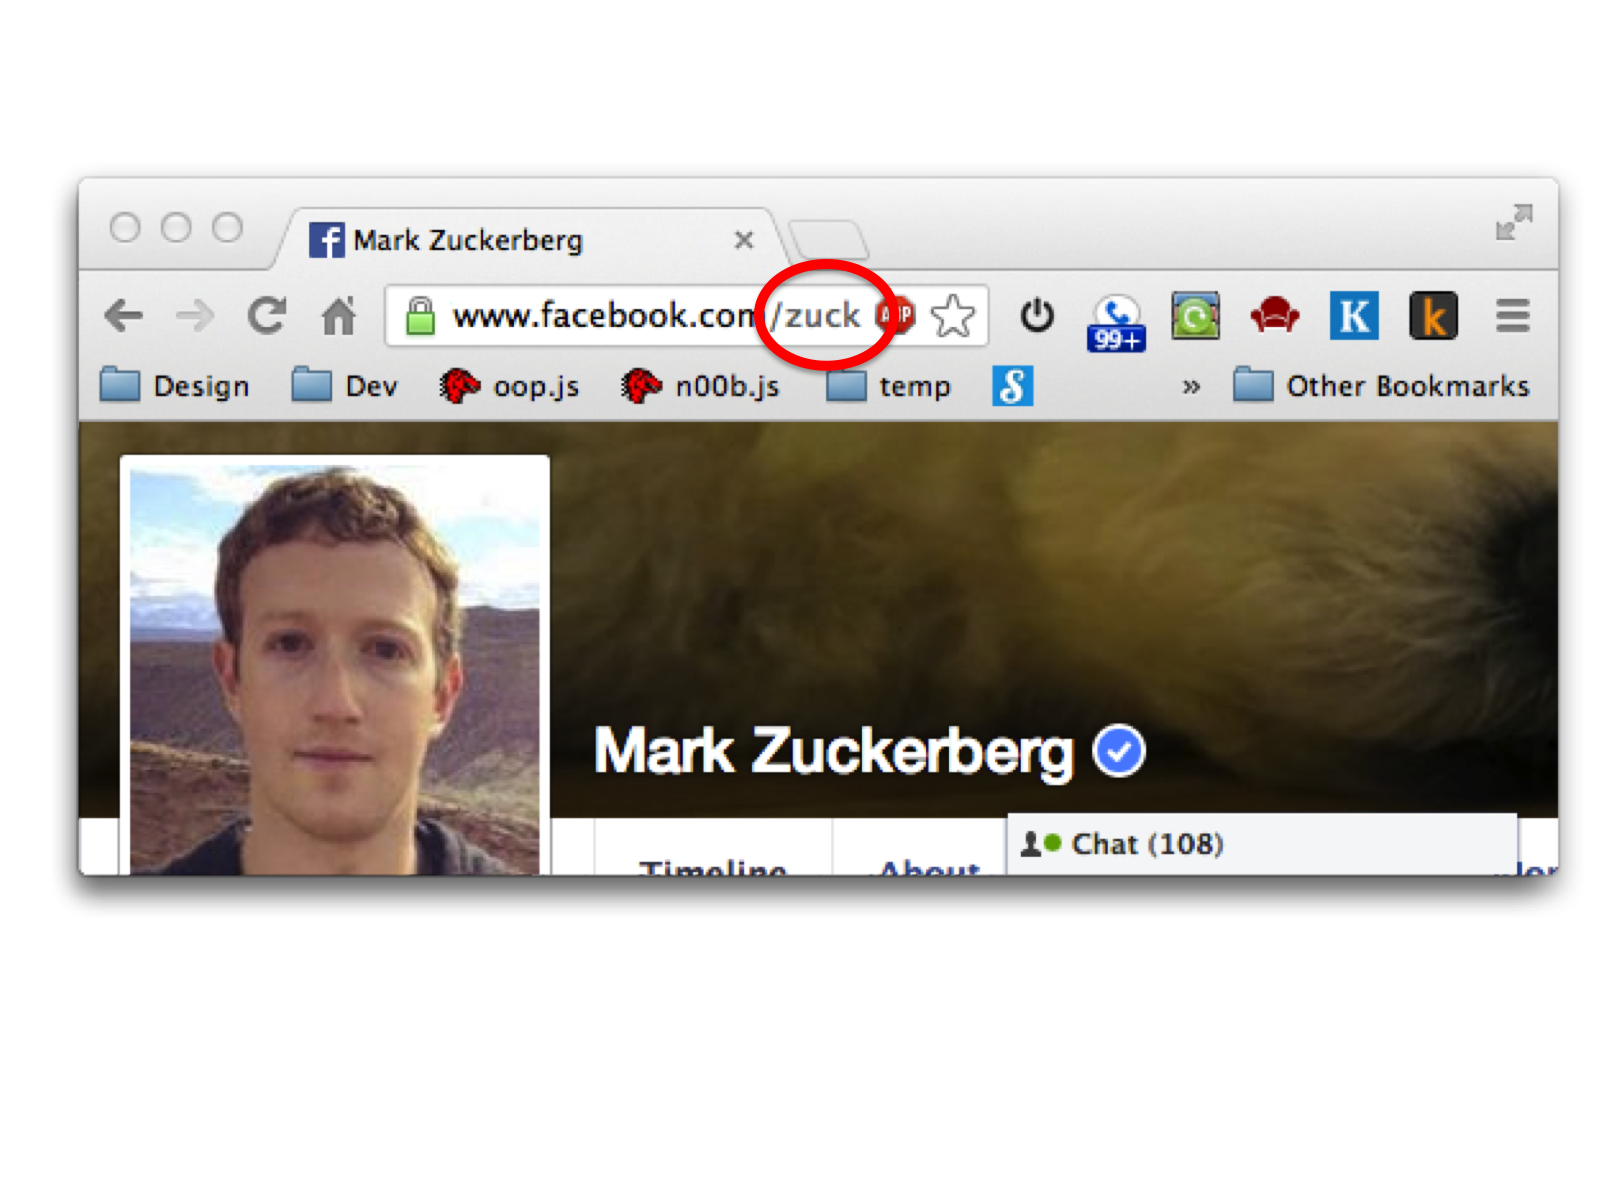 Mark Zuckerberg
www.facebook.com/zuck ABP
99+ K k
Design Dev oop.js n00b.js temp S » Other Bookmarks
Mark Zuckerberg
Chat (108)
Timeline About